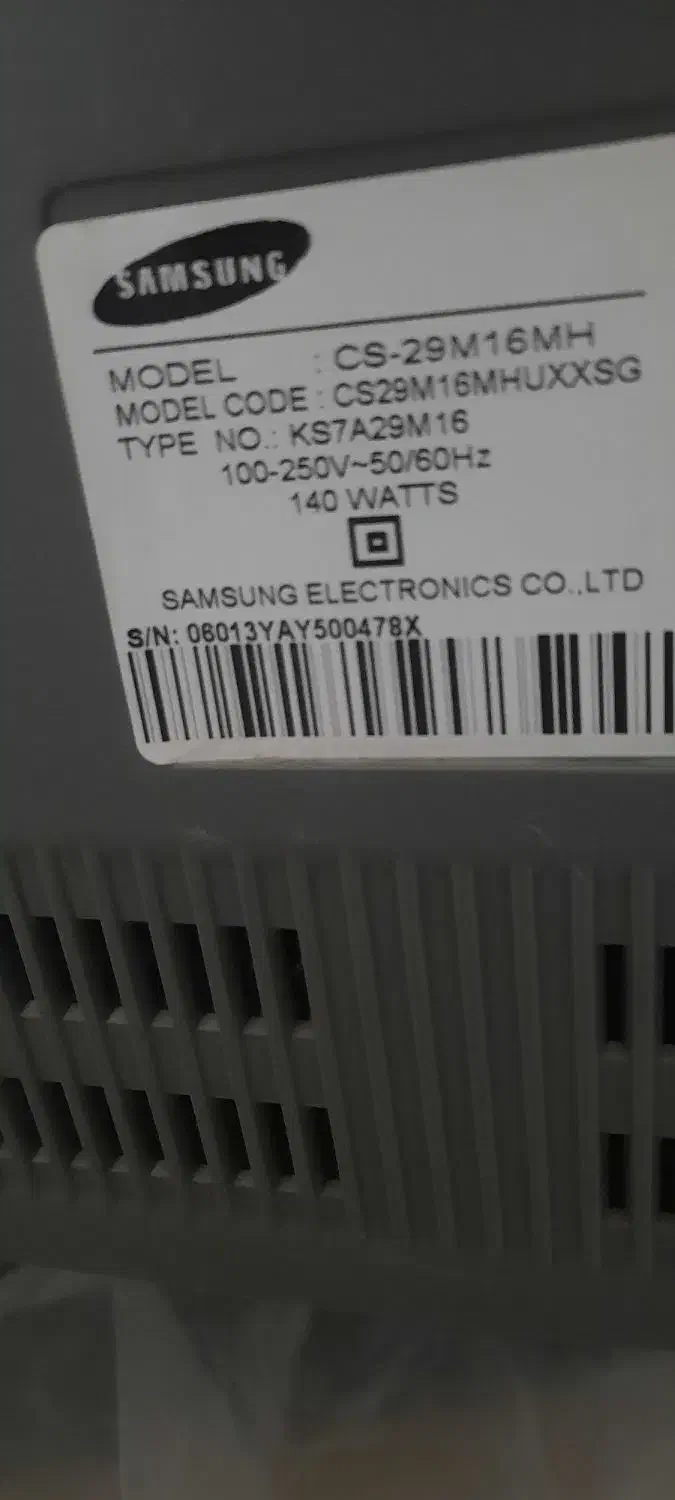 SAMSUNG
MODEL : CS-29M16MH
MODEL CODE : CS29M16MHUXXSG
TYPE NO.: KS7A29M16
100-250V~50/60Hz
140 WATTS
SAMSUNG ELECTRONICS CO.,LTD
S/N: 06013YAY500478X